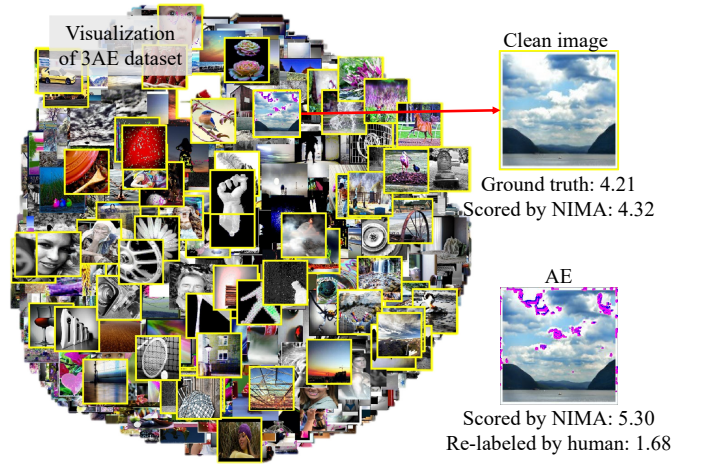 Visualization
of 3AE dataset
Clean image
Ground truth: 4.21
Scored by NIMA: 4.32
AE
Scored by NIMA: 5.30
Re-labeled by human: 1.68